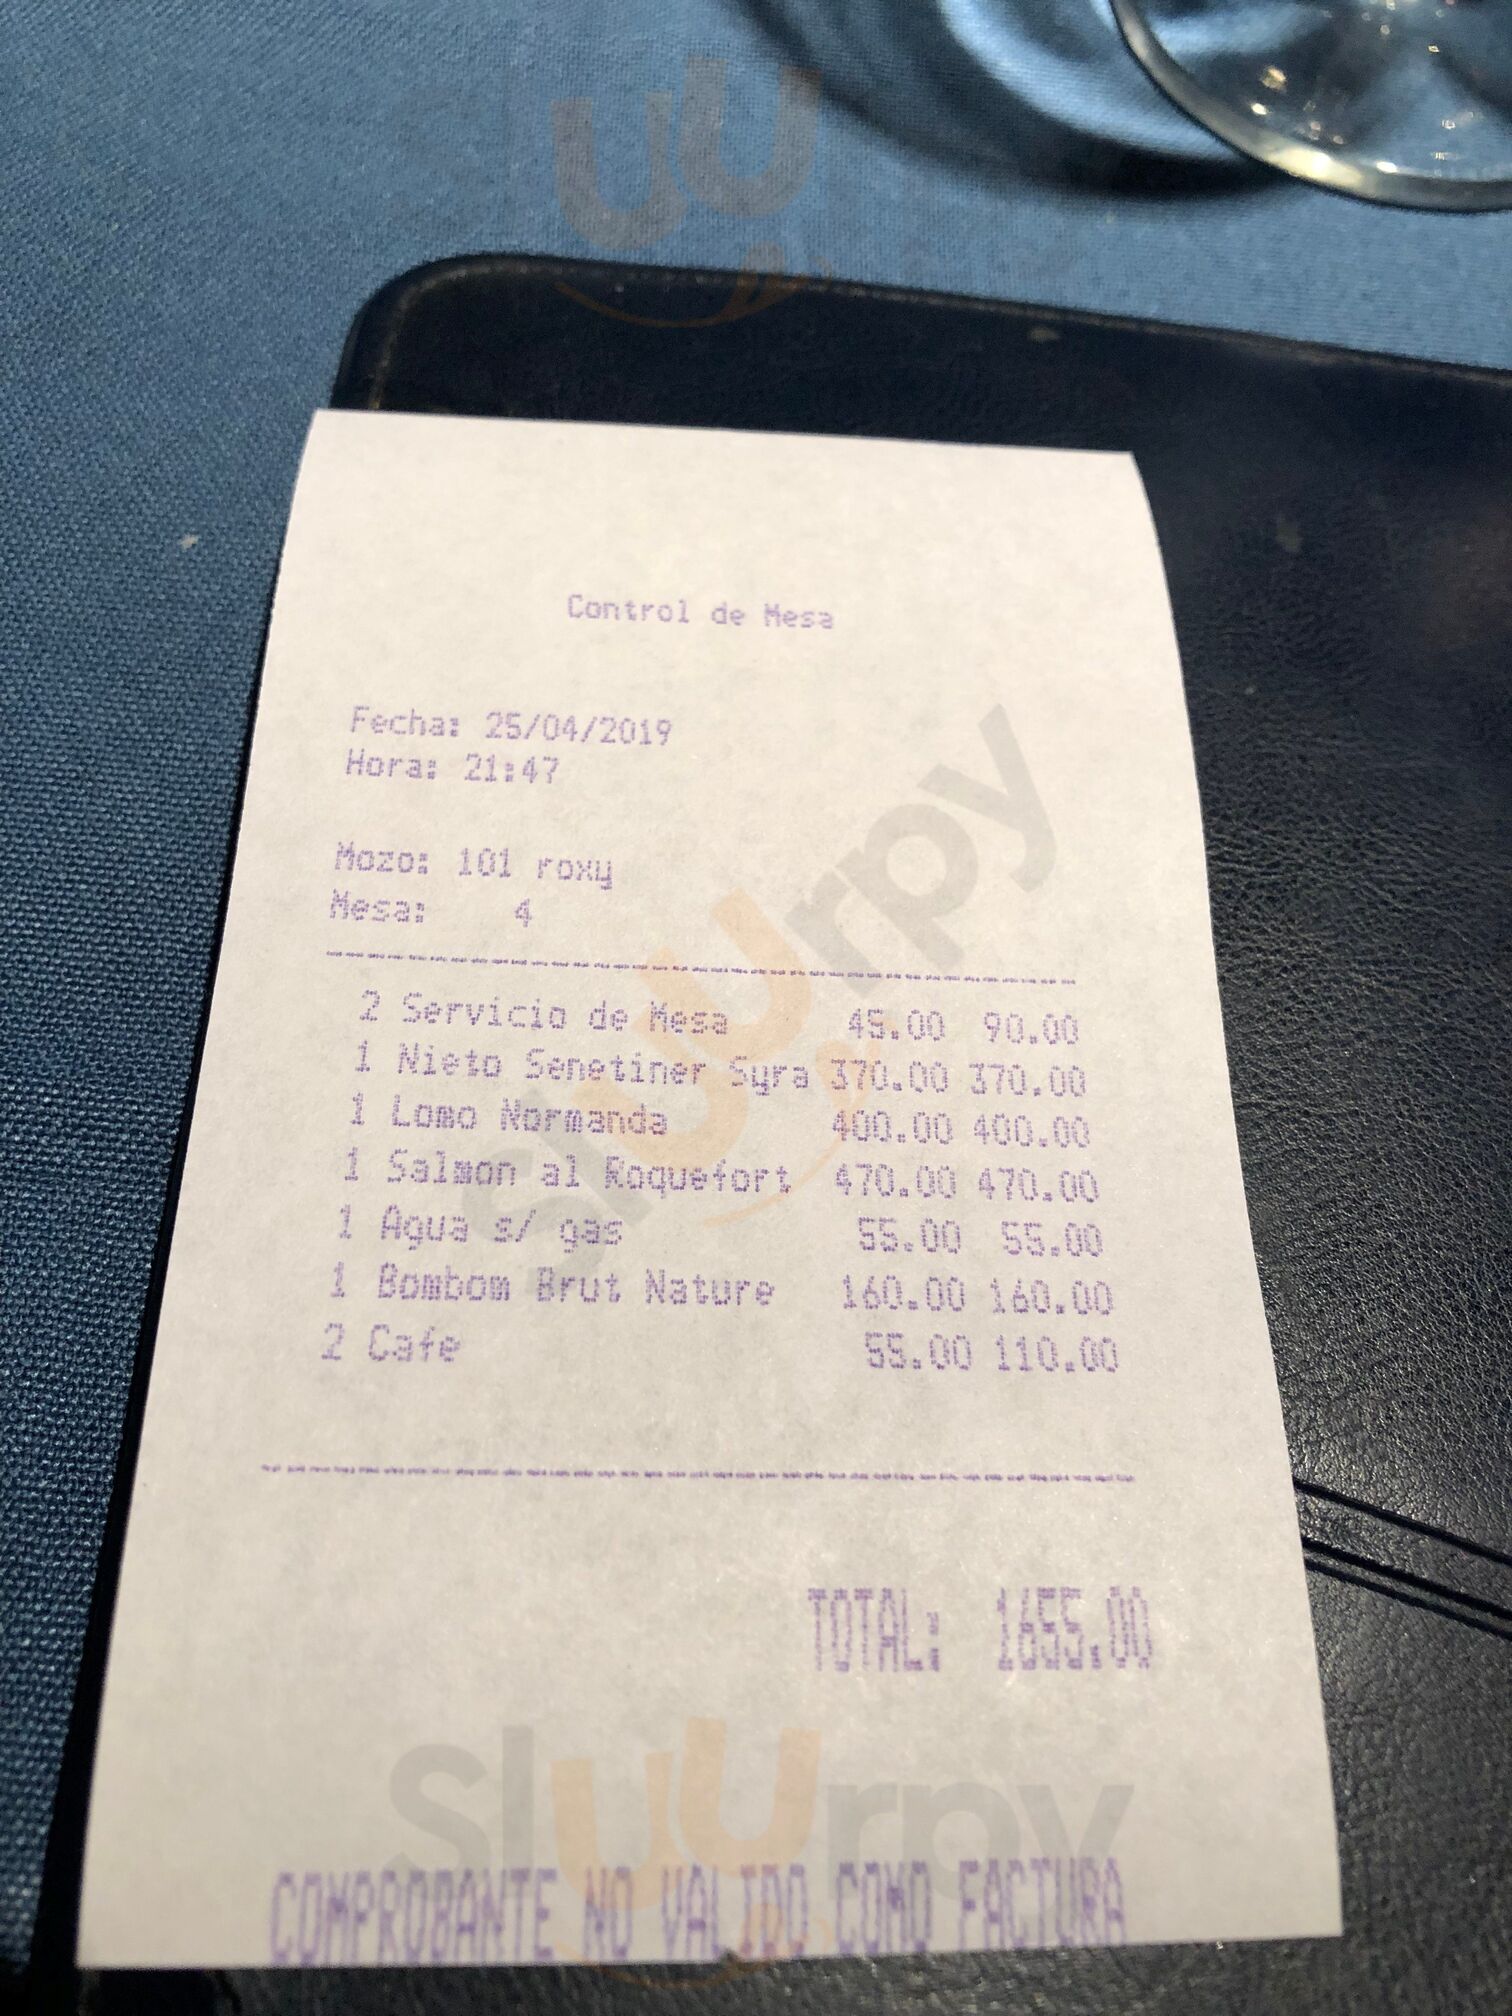 Control de Mesa
Fecha: 25/04/2019
Hora: 21:47
Mozo: 101 roxy
Mesa: 4
2 Servicio de Mesa 45.00 90.00
1 Nieto Senetiner Syra 370.00 370.00
1 Lomo Normanda 400.00 400.00
1 Salmon al Roquefort 470.00 470.00
1 Agua s/ gas 55.00 55.00
1 Bombom Brut Nature 160.00 160.00
2 Cafe 55.00 110.00
TOTAL: 1655.00
COMPROBANTE NO VALIDO COMO FACTURA
sluurpy
sluurpy
sluurpy